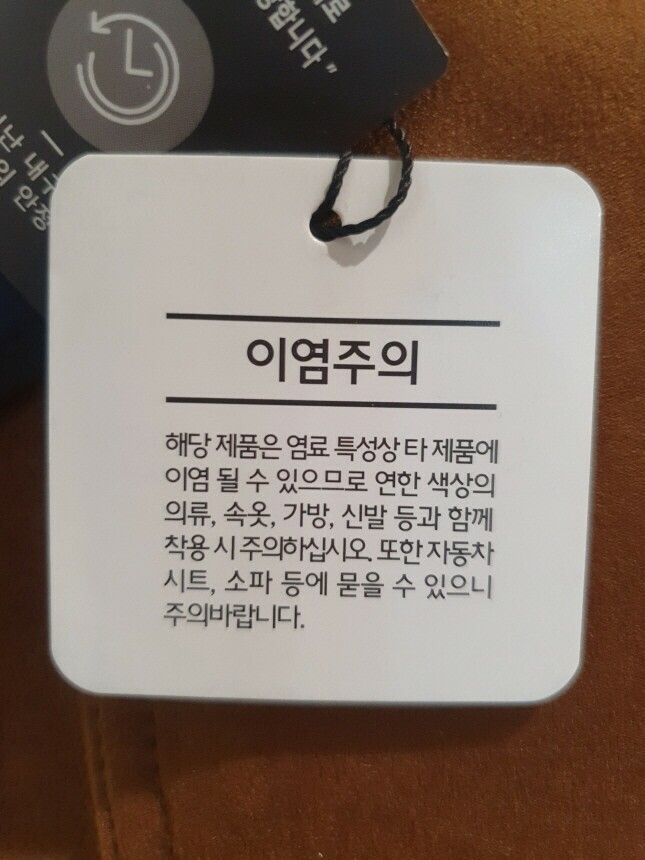 합니다"
이염주의
해당 제품은 염료 특성상 타 제품에
이염 될 수 있으므로 연한 색상의
의류, 속옷, 가방, 신발 등과 함께
착용 시 주의하십시오. 또한 자동차
시트, 소파 등에 묻을 수 있으니
주의바랍니다.